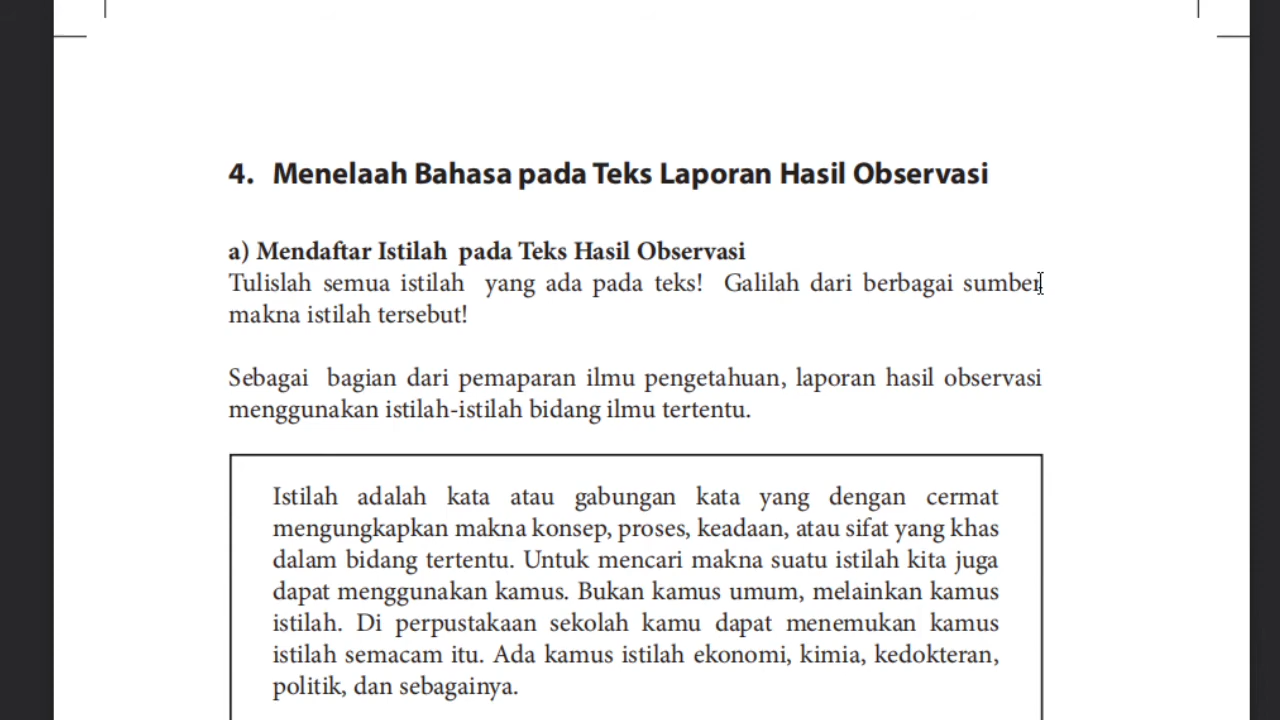 4. Menelaah Bahasa pada Teks Laporan Hasil Observasi
a) Mendaftar Istilah pada Teks Hasil Observasi
Tulislah semua istilah yang ada pada teks! Galilah dari berbagai sumber
makna istilah tersebut!
Sebagai bagian dari pemaparan ilmu pengetahuan, laporan hasil observasi
menggunakan istilah-istilah bidang ilmu tertentu.
Istilah adalah kata atau gabungan kata yang dengan cermat
mengungkapkan makna konsep, proses, keadaan, atau sifat yang khas
dalam bidang tertentu. Untuk mencari makna suatu istilah kita juga
dapat menggunakan kamus. Bukan kamus umum, melainkan kamus
istilah. Di perpustakaan sekolah kamu dapat menemukan kamus
istilah semacam itu. Ada kamus istilah ekonomi, kimia, kedokteran,
politik, dan sebagainya.